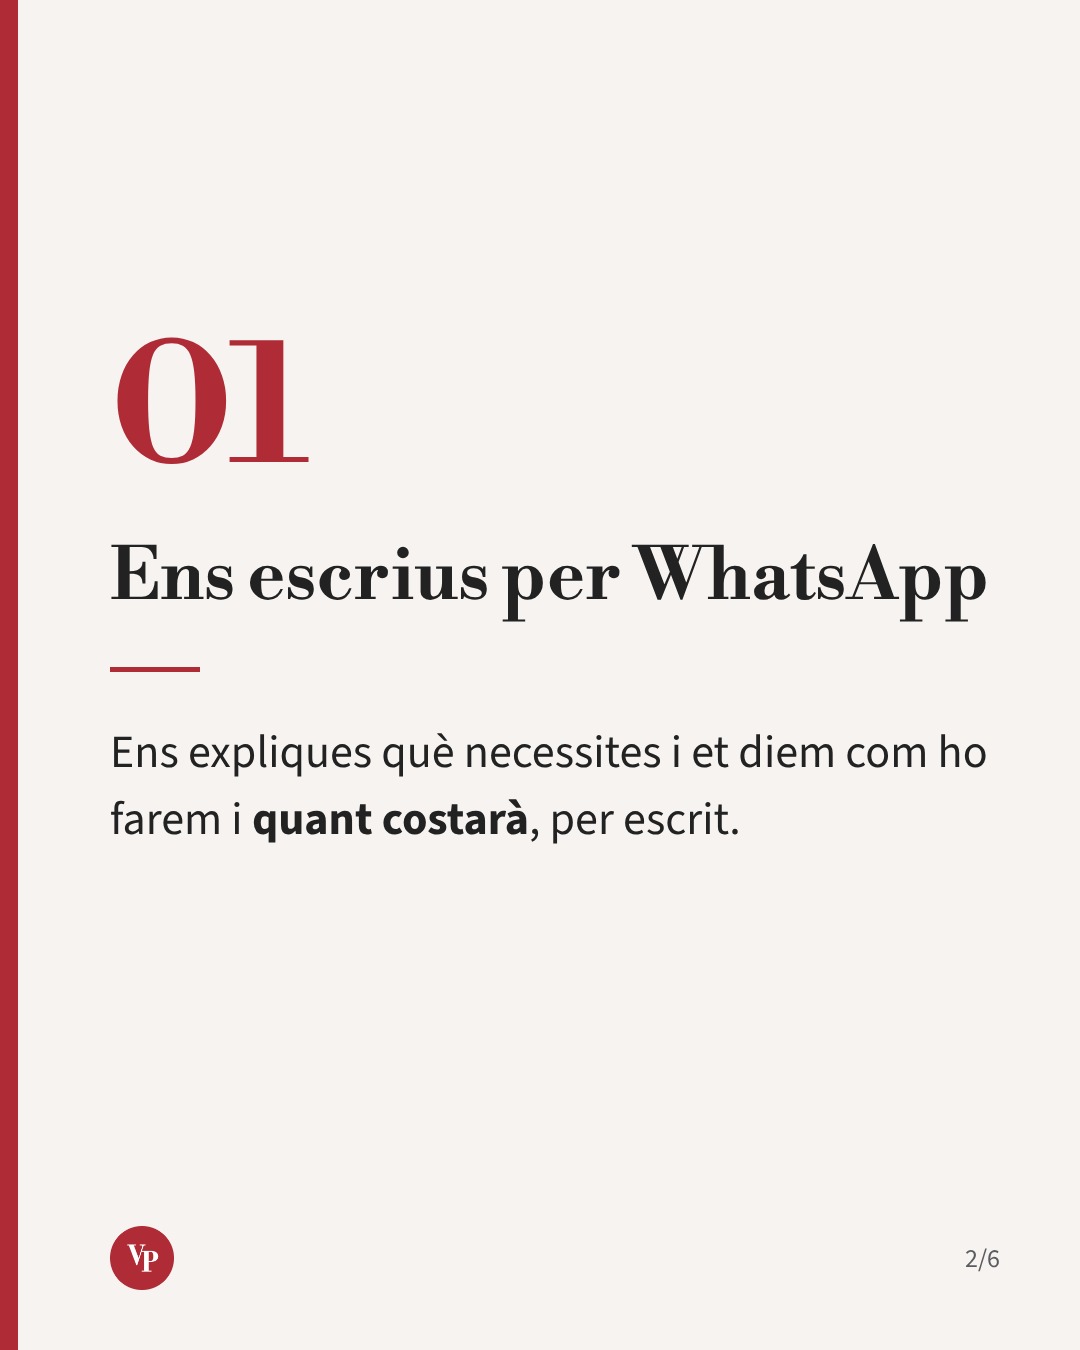 01
Ens escrius per WhatsApp
Ens expliques què necessites i et diem com ho
farem i quant costarà, per escrit.
VP
2/6